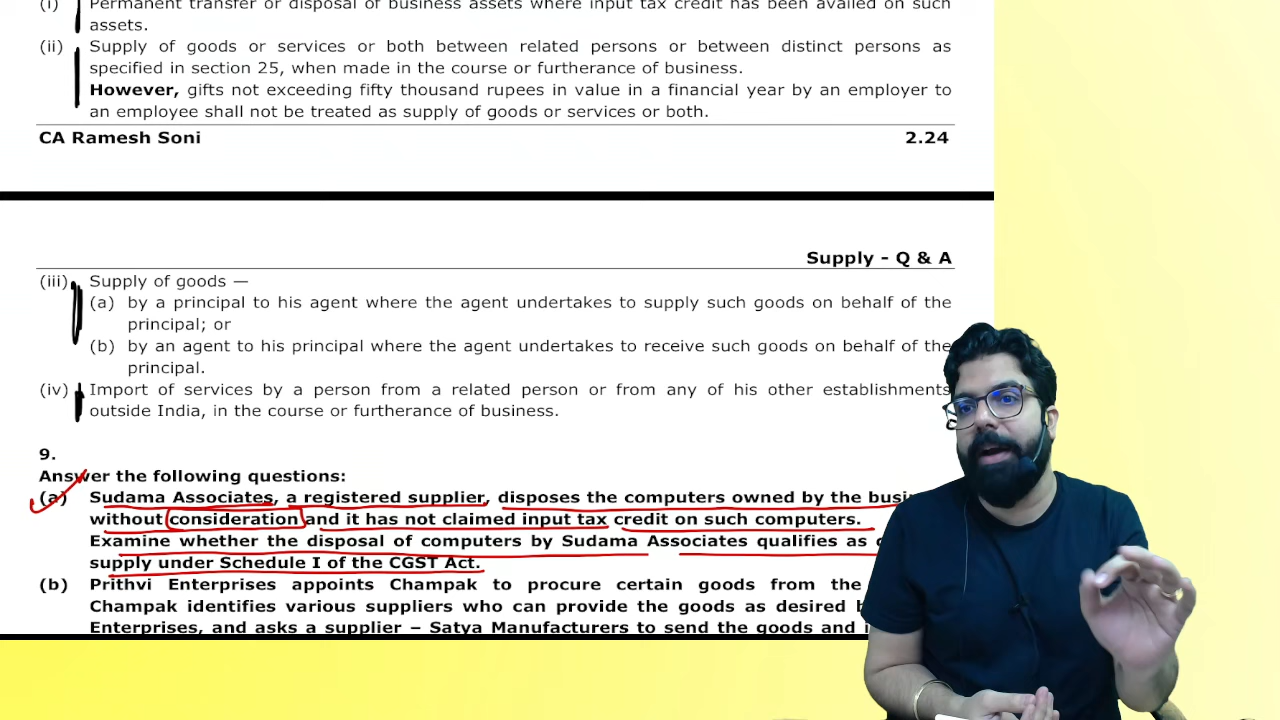 (i) Permanent transfer or disposal of business assets where input tax credit has been availed on such
assets.
(ii) Supply of goods or services or both between related persons or between distinct persons as
specified in section 25, when made in the course or furtherance of business.
However, gifts not exceeding fifty thousand rupees in value in a financial year by an employer to
an employee shall not be treated as supply of goods or services or both.
CA Ramesh Soni 2.24
Supply - Q & A
(iii) Supply of goods —
(a) by a principal to his agent where the agent undertakes to supply such goods on behalf of the
principal; or
(b) by an agent to his principal where the agent undertakes to receive such goods on behalf of the
principal.
(iv) Import of services by a person from a related person or from any of his other establishments
outside India, in the course or furtherance of business.
9.
Answer the following questions:
(a) Sudama Associates, a registered supplier, disposes the computers owned by the
without consideration and it has not claimed input tax credit on such computers.
Examine whether the disposal of computers by Sudama Associates qualifies as
supply under Schedule I of the CGST Act.
(b) Prithvi Enterprises appoints Champak to procure certain goods from the
Champak identifies various suppliers who can provide the goods as desired
Enterprises, and asks a supplier – Satya Manufacturers to send the goods and